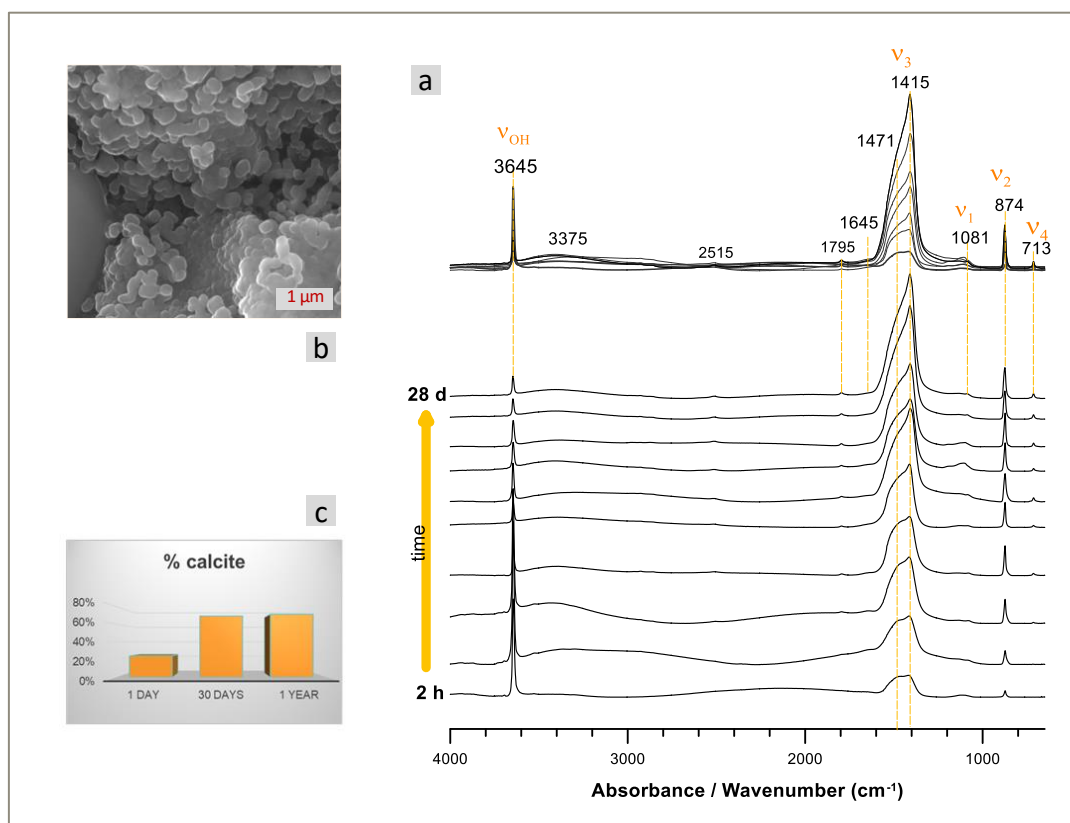 a
ν3
1415
νOH
3645
1471
ν2
874
1645
ν1
1081
ν4
713
3375
2515
1795
1 µm
b
28 d
time
2 h
c
% calcite
80%
60%
40%
20%
0%
1 DAY 30 DAYS 1 YEAR
4000 3000 2000 1000
Absorbance / Wavenumber (cm-1)